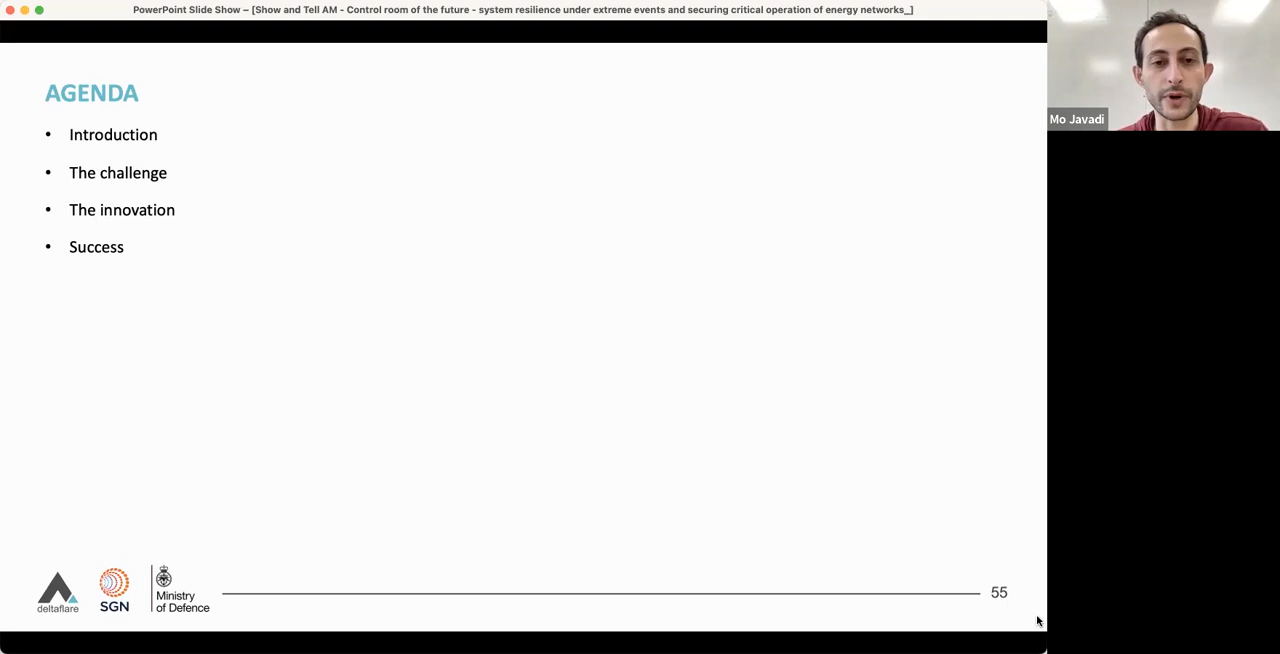 PowerPoint Slide Show – [Show and Tell AM - Control room of the future - system resilience under extreme events and securing critical operation of energy networks_]
Mo Javadi
AGENDA
• Introduction
• The challenge
• The innovation
• Success
deltaflare
SGN
Ministry
of Defence
55